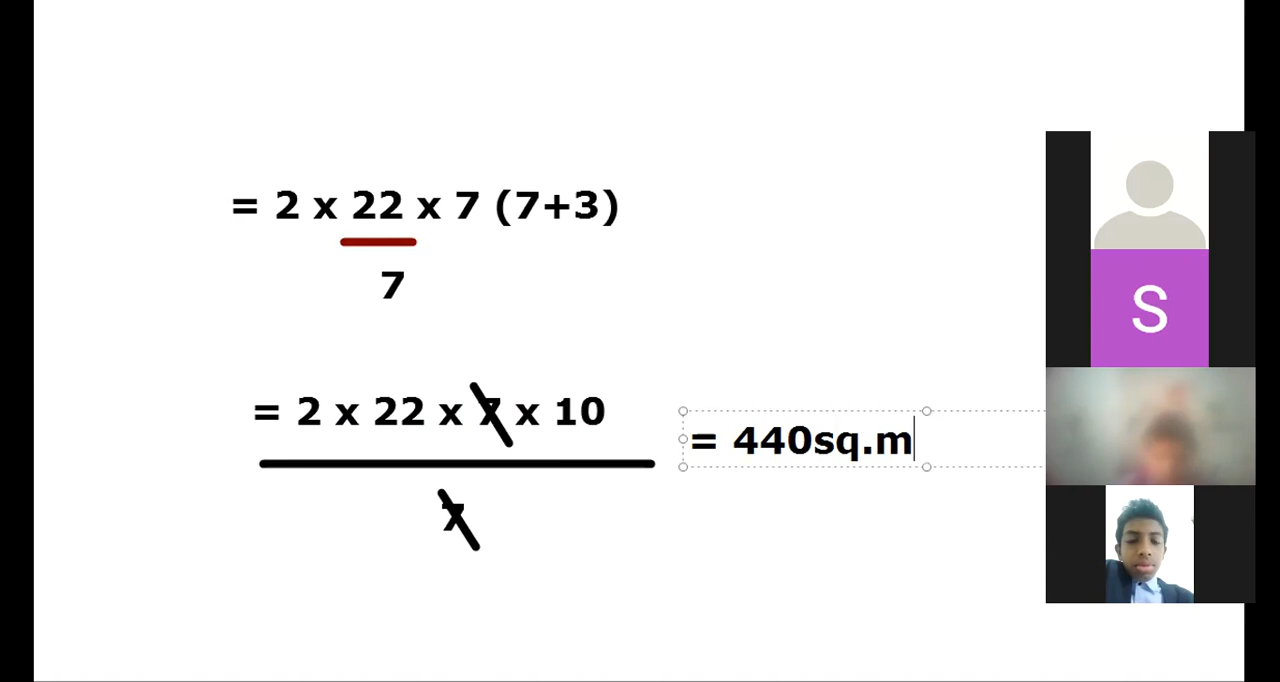 = 2 x 22 x 7 (7+3)
7
= 2 x 22 x 7 x 10
7
= 440sq.m
S